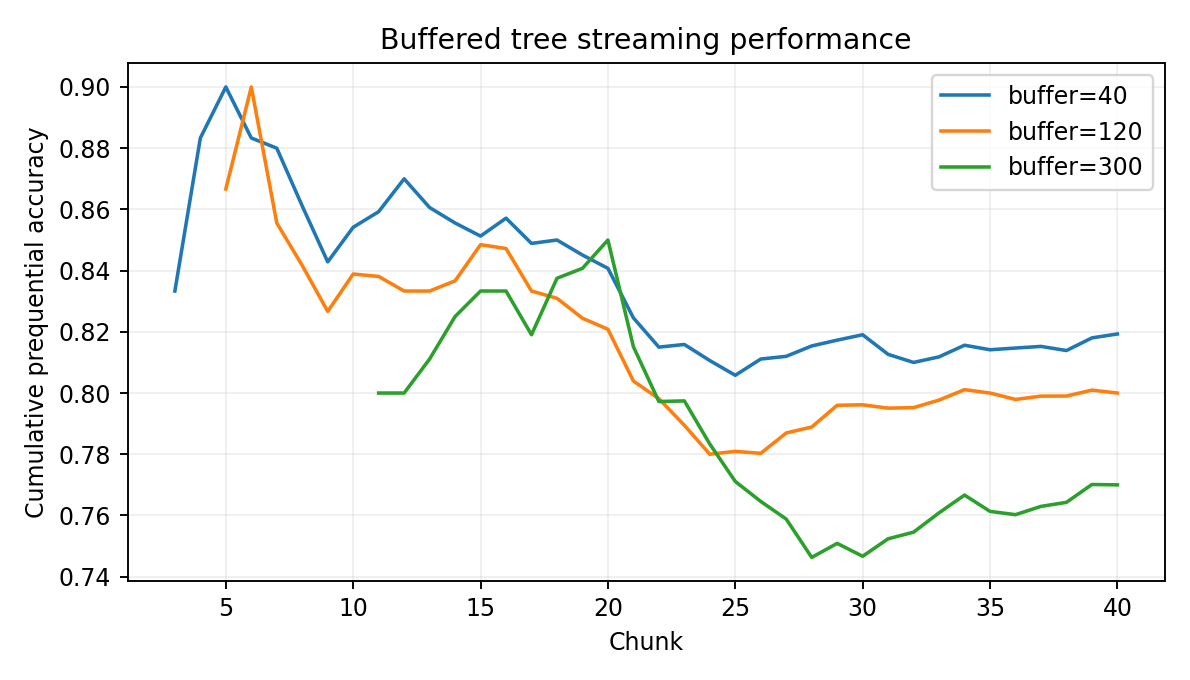 Buffered tree streaming performance
Cumulative prequential accuracy
0.90
0.88
0.86
0.84
0.82
0.80
0.78
0.76
0.74
buffer=40
buffer=120
buffer=300
5 10 15 20 25 30 35 40
Chunk